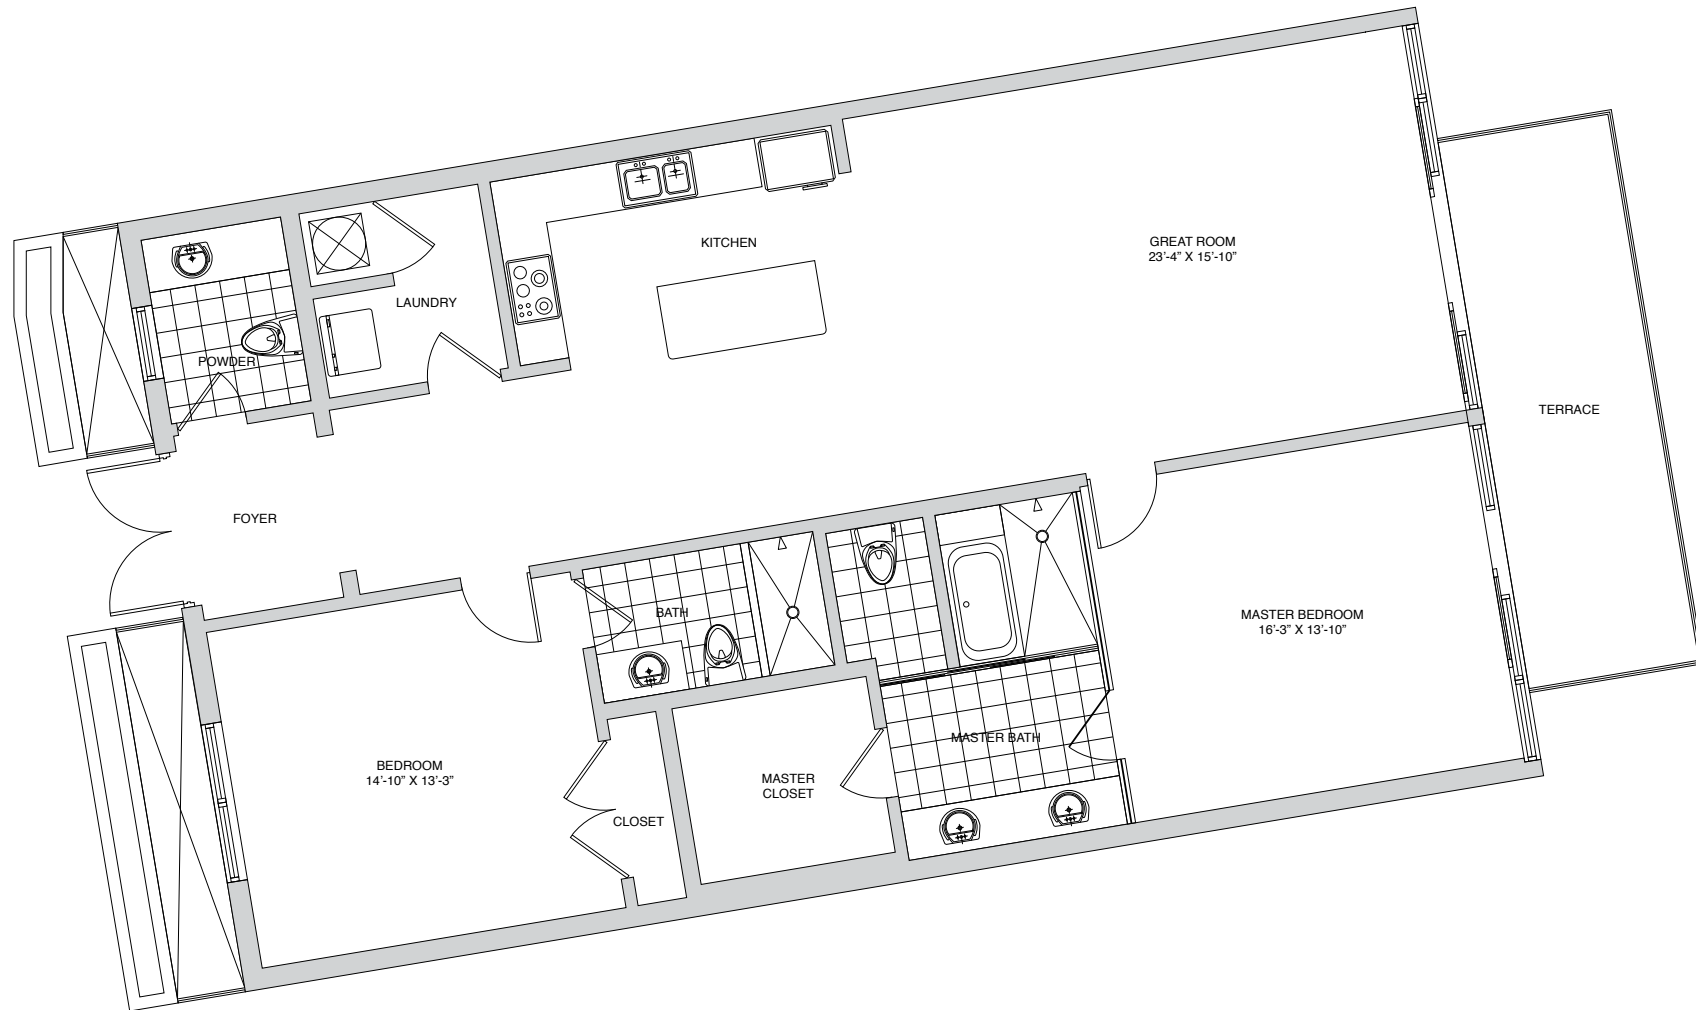 KITCHEN
GREAT ROOM
23'-4” X 15'-10”
LAUNDRY
POWDER
TERRACE
FOYER
BATH
MASTER BEDROOM
16'-3” X 13'-10”
MASTER BATH
BEDROOM
14'-10” X 13'-3”
MASTER
CLOSET
CLOSET